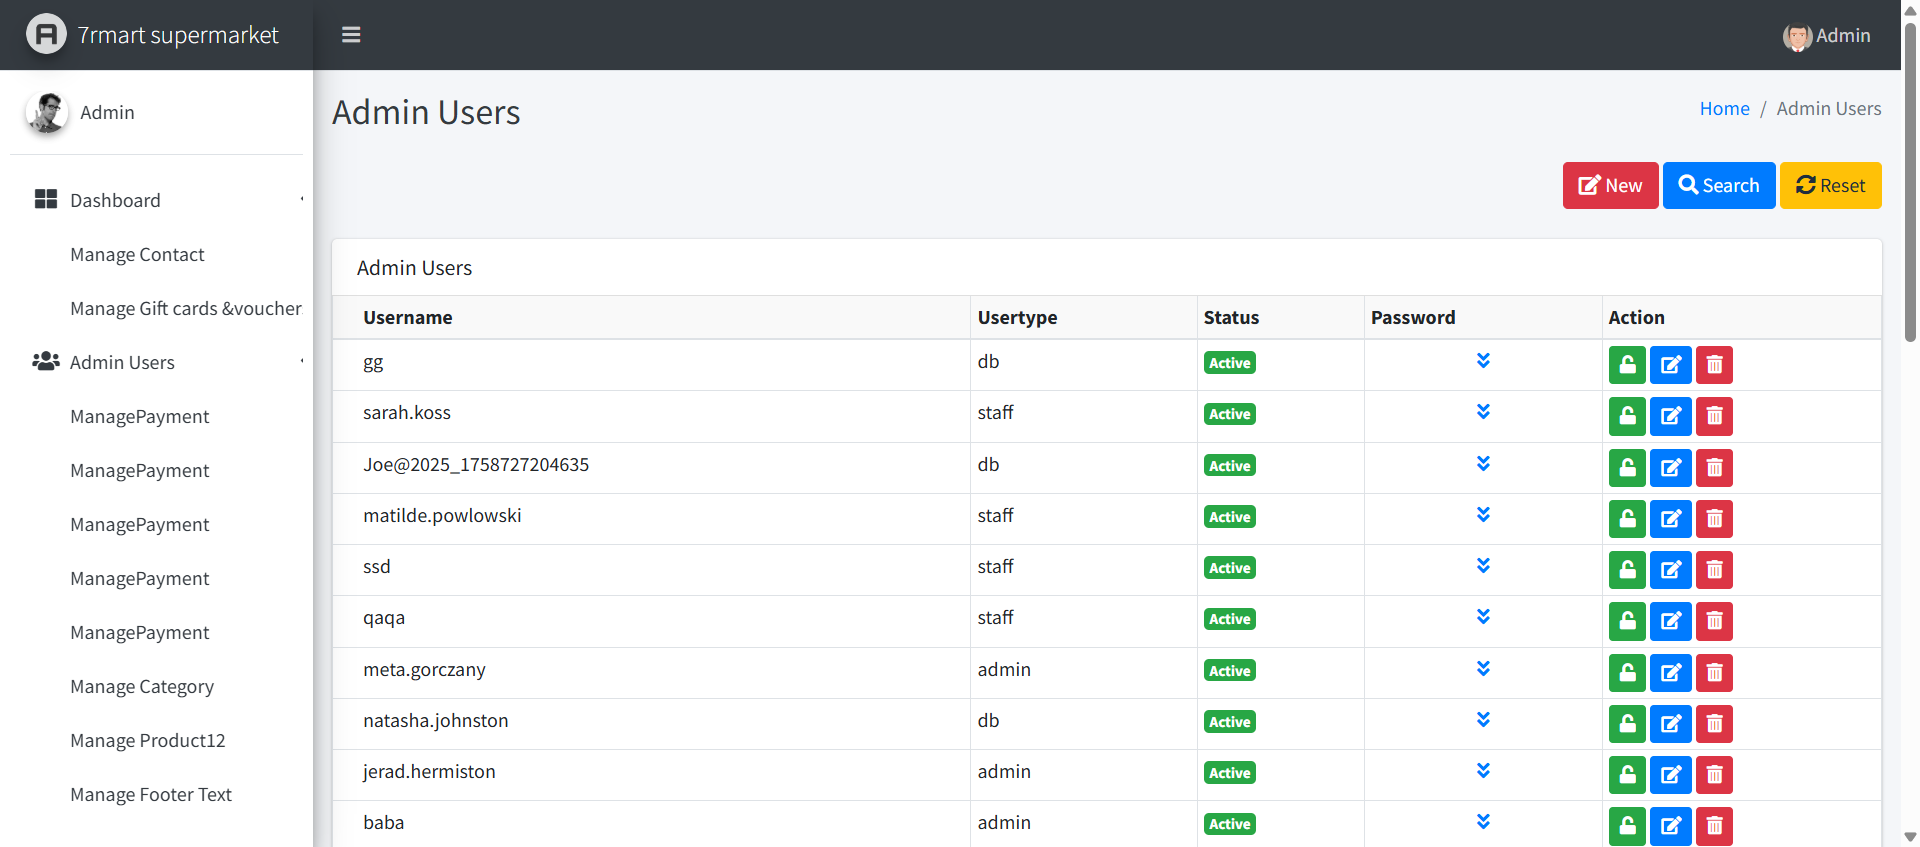 7rmart supermarket
Admin
Admin
Admin Users
Home / Admin Users
New
Search
Reset
Dashboard
Manage Contact
Manage Gift cards &voucher
Admin Users
ManagePayment
ManagePayment
ManagePayment
ManagePayment
ManagePayment
Manage Category
Manage Product12
Manage Footer Text
Admin Users
Username Usertype Status Password Action
gg db Active
sarah.koss staff Active
Joe@2025_1758727204635 db Active
matilde.powlowski staff Active
ssd staff Active
qaqa staff Active
meta.gorczany admin Active
natasha.johnston db Active
jerad.hermiston admin Active
baba admin Active